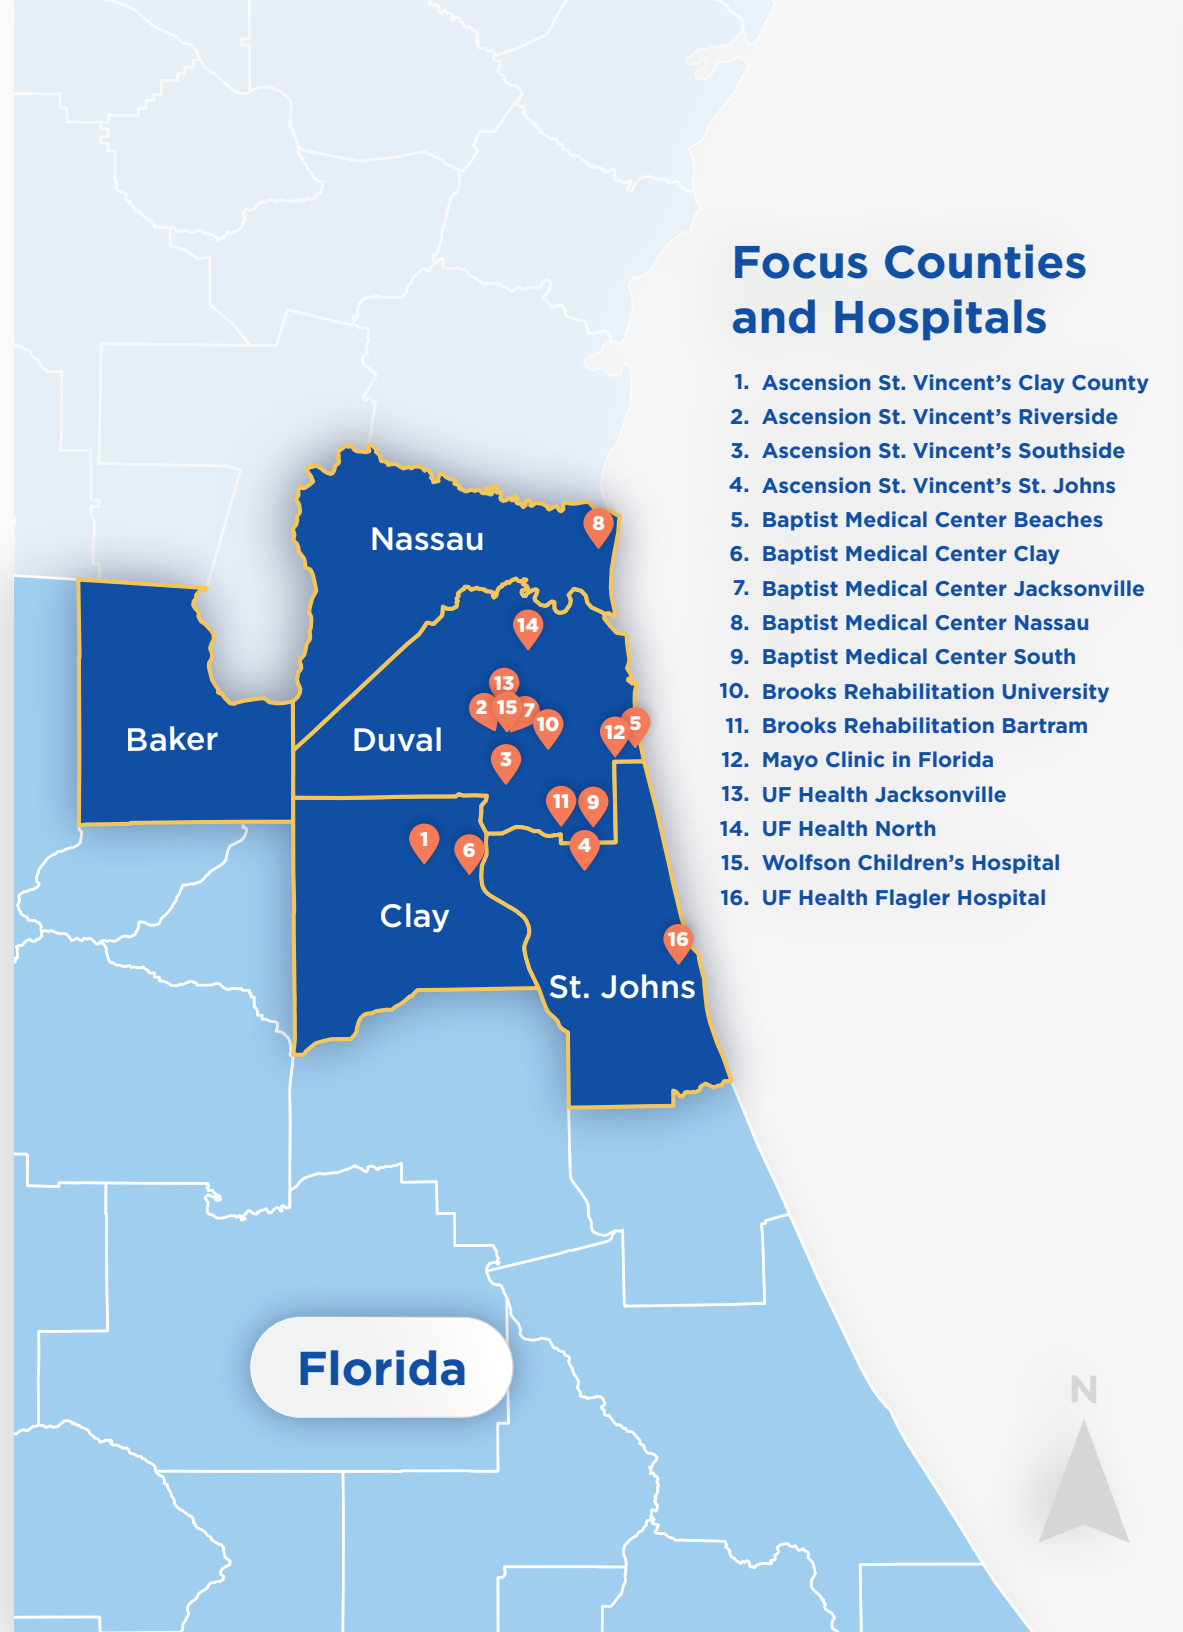 Focus Counties
and Hospitals
1. Ascension St. Vincent's Clay County
2. Ascension St. Vincent's Riverside
3. Ascension St. Vincent's Southside
4. Ascension St. Vincent's St. Johns
5. Baptist Medical Center Beaches
6. Baptist Medical Center Clay
7. Baptist Medical Center Jacksonville
8. Baptist Medical Center Nassau
9. Baptist Medical Center South
10. Brooks Rehabilitation University
11. Brooks Rehabilitation Bartram
12. Mayo Clinic in Florida
13. UF Health Jacksonville
14. UF Health North
15. Wolfson Children's Hospital
16. UF Health Flagler Hospital
8
Nassau
14
13
2 15 7
10
5
12
Baker
Duval
3
11 9
1
6
4
Clay
16
St. Johns
Florida
N